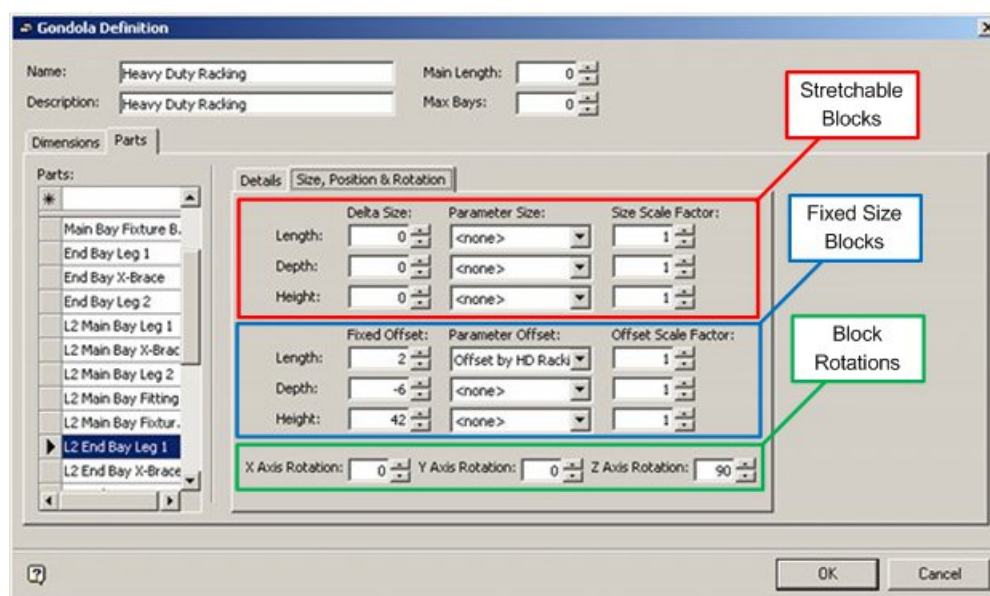 Gondola Definition
Name: Heavy Duty Racking Main Length: 0
Description: Heavy Duty Racking Max Bays: 0
Stretchable
Blocks
Dimensions Parts
Parts:
Details Size, Position & Rotation
Main Bay Fixture B.
End Bay Leg 1
End Bay X-Brace
End Bay Leg 2
L2 Main Bay Leg 1
L2 Main Bay X-Brac
L2 Main Bay Leg 2
L2 Main Bay Fitting
L2 Main Bay Fixtur.
L2 End Bay Leg 1
L2 End Bay X-Brace
Delta Size: Parameter Size: Size Scale Factor:
Length: 0 <none> 1
Depth: 0 <none> 1
Height: 0 <none> 1
Fixed Size
Blocks
Fixed Offset: Parameter Offset: Offset Scale Factor:
Length: 2 Offset by HD Racki 1
Depth: -6 <none> 1
Height: 42 <none> 1
Block
Rotations
X Axis Rotation: 0 Y Axis Rotation: 0 Z Axis Rotation: 90
OK Cancel